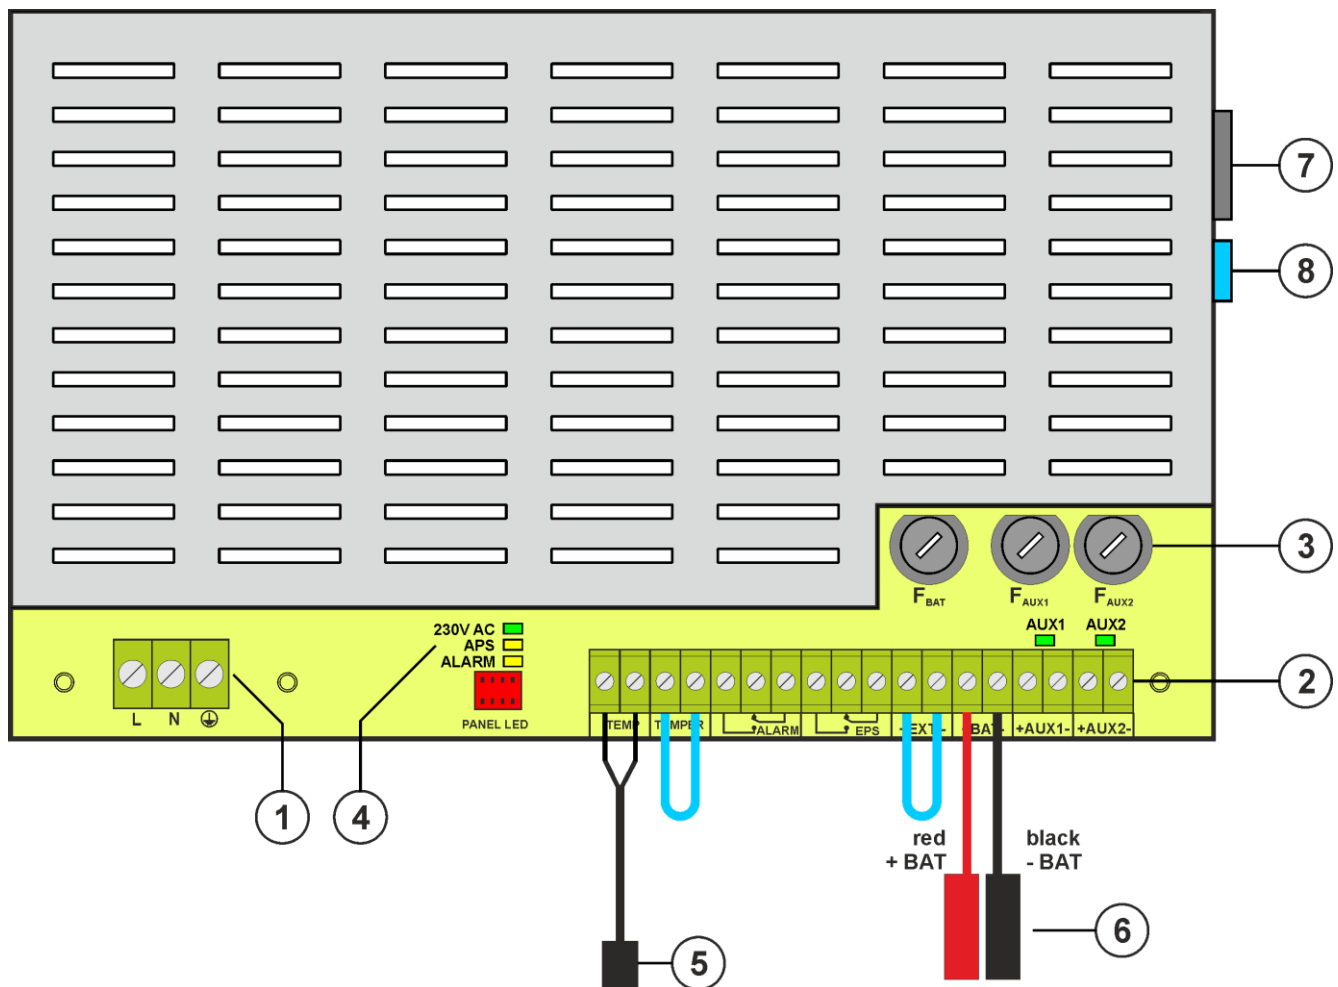 7
8
3
F BAT
F AUX1
F AUX2
AUX1 AUX2
230V AC
APS
ALARM
2
L N
PANEL LED
TEMP
TEMPER
ALARM
EPS
+EXT-
+BAT-
+AUX1-
+AUX2-
1
4
red
+ BAT
black
- BAT
6
5